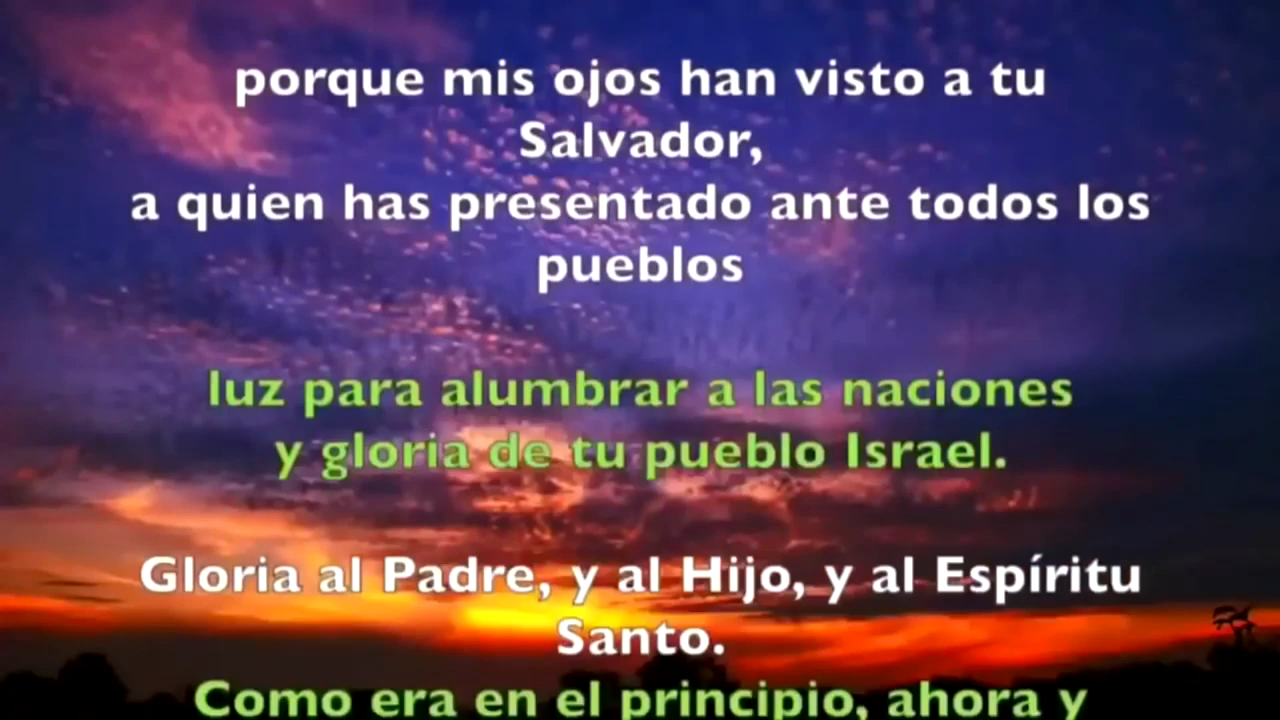 porque mis ojos han visto a tu
Salvador,
a quien has presentado ante todos los
pueblos
luz para alumbrar a las naciones
y gloria de tu pueblo Israel.
Gloria al Padre, y al Hijo, y al Espíritu
Santo.
Como era en el principio, ahora y